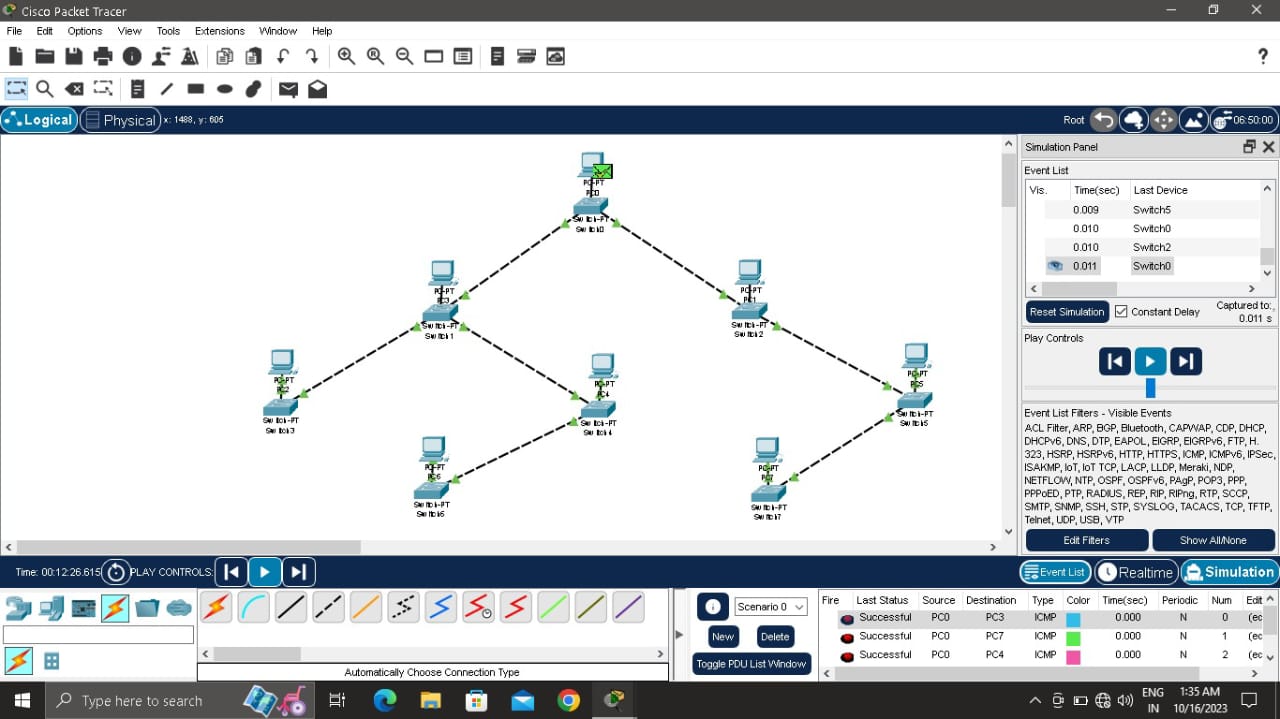 Cisco Packet Tracer
File Edit Options View Tools Extensions Window Help
Logical Physical x: 1488, y: 605 Root 06:50:00
PC-PT
PC0
Switch-PT
Switch0
PC-PT
PC3
Switch-PT
Switch1
PC-PT
PC1
Switch-PT
Switch2
PC-PT
PC2
Switch-PT
Switch3
PC-PT
PC4
Switch-PT
Switch4
PC-PT
PC5
Switch-PT
Switch5
PC-PT
PC6
Switch-PT
Switch6
PC-PT
PC7
Switch-PT
Switch7
Simulation Panel
Event List
Vis. Time(sec) Last Device
0.009 Switch5
0.010 Switch0
0.010 Switch2
0.011 Switch0
Reset Simulation Constant Delay Captured to:
0.011 s
Play Controls
Event List Filters - Visible Events
ACL Filter, ARP, BGP, Bluetooth, CAPWAP, CDP, DHCP,
DHCPv6, DNS, DTP, EAPOL, EIGRP, EIGRPv6, FTP, H.
323, HSRP, HSRPv6, HTTP, HTTPS, ICMP, ICMPv6, IPSec,
ISAKMP, IoT, IoT TCP, LACP, LLDP, Meraki, NDP,
NETFLOW, NTP, OSPF, OSPFv6, PAgP, POP3, PPP,
PPPoED, PTP, RADIUS, REP, RIP, RIPng, RTP, SCCP,
SMTP, SNMP, SSH, STP, SYSLOG, TACACS, TCP, TFTP,
Telnet, UDP, USB, VTP
Edit Filters Show All/None
Time: 00:12:26.615 PLAY CONTROLS: Event List Realtime Simulation
Scenario 0
New Delete
Toggle PDU List Window
Automatically Choose Connection Type
Fire Last Status Source Destination Type Color Time(sec) Periodic Num Edit
Successful PC0 PC3 ICMP 0.000 N 0 (ec
Successful PC0 PC7 ICMP 0.000 N 1 (ec
Successful PC0 PC4 ICMP 0.000 N 2 (ec
Type here to search
ENG
IN
1:35 AM
10/16/2023